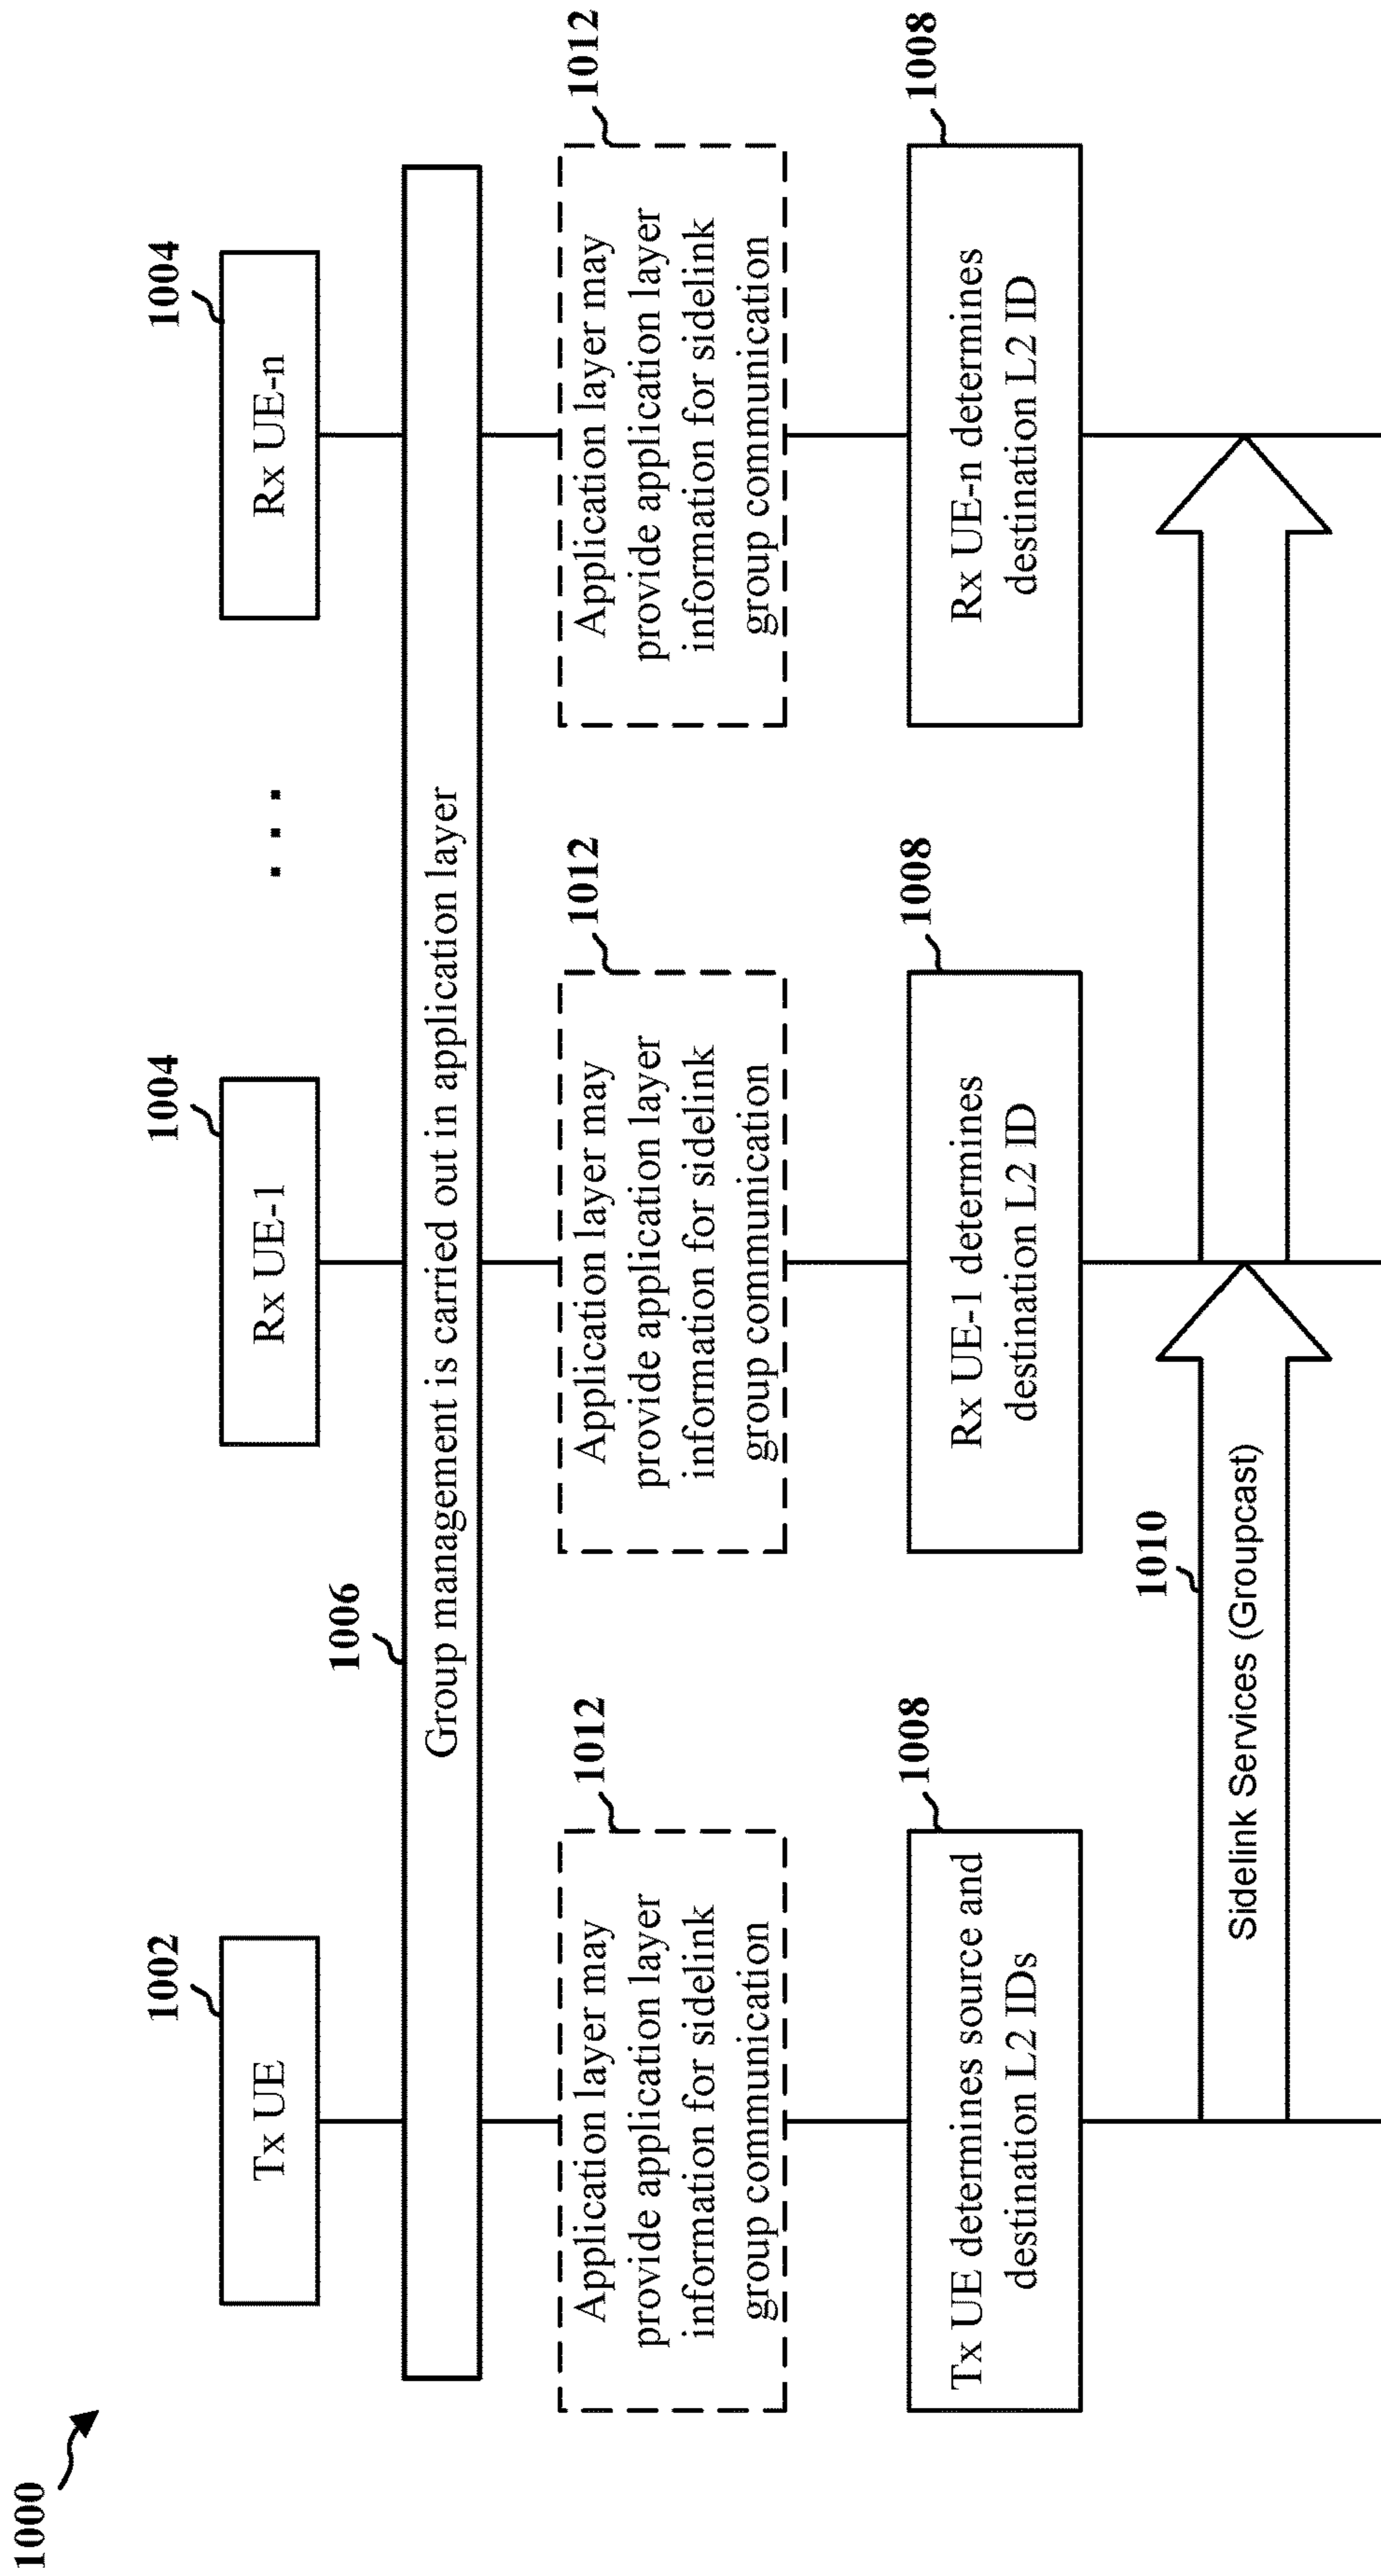 1000
1002
Tx UE
1004
Rx UE-1
. . .
1004
Rx UE-n
1006
Group management is carried out in application layer
1012
Application layer may
provide application layer
information for sidelink
group communication
1012
Application layer may
provide application layer
information for sidelink
group communication
1012
Application layer may
provide application layer
information for sidelink
group communication
1008
Tx UE determines source and
destination L2 IDs
1008
Rx UE-1 determines
destination L2 ID
1008
Rx UE-n determines
destination L2 ID
1010
Sidelink Services (Groupcast)